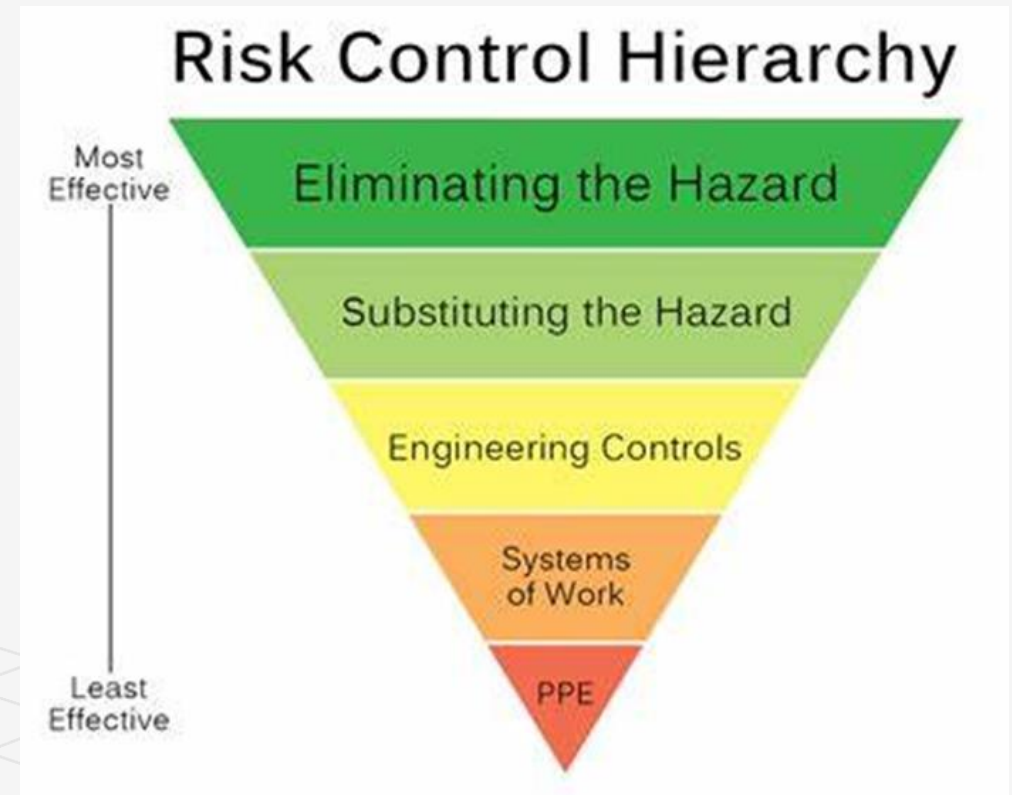 Risk Control Hierarchy
Most
Effective
Eliminating the Hazard
Substituting the Hazard
Engineering Controls
Systems
of Work
PPE
Least
Effective